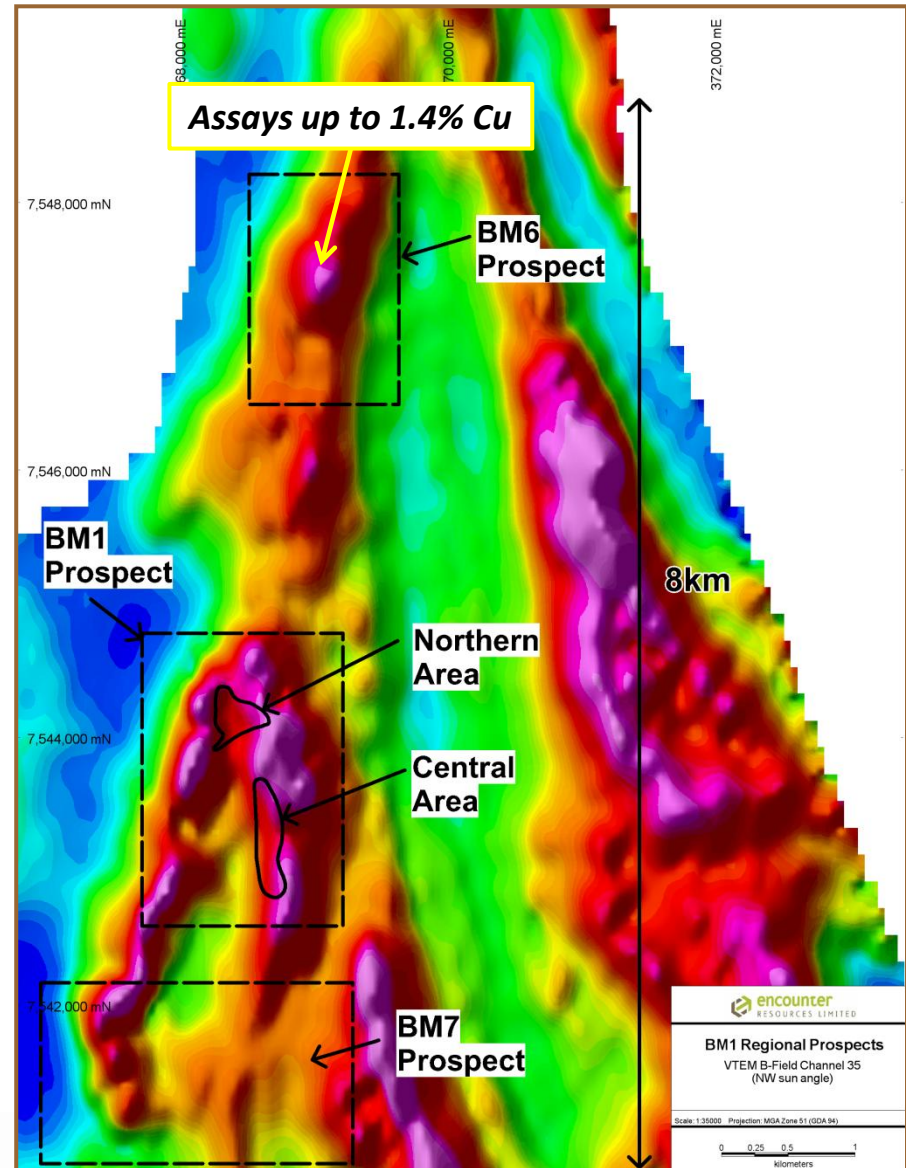 68,000 mE
70,000 mE
372,000 mE
Assays up to 1.4% Cu
7,548,000 mN
BM6
Prospect
7,546,000 mN
BM1
Prospect
8km
Northern
Area
7,544,000 mN
Central
Area
7,542,000 mN
BM7
Prospect
encounter
RESOURCES LIMITED
BM1 Regional Prospects
VTEM B-Field Channel 35
(NW sun angle)
Scale: 1:35000 Projection: MGA Zone 51 (GDA 94)
0 0.25 0.5 1
kilometers